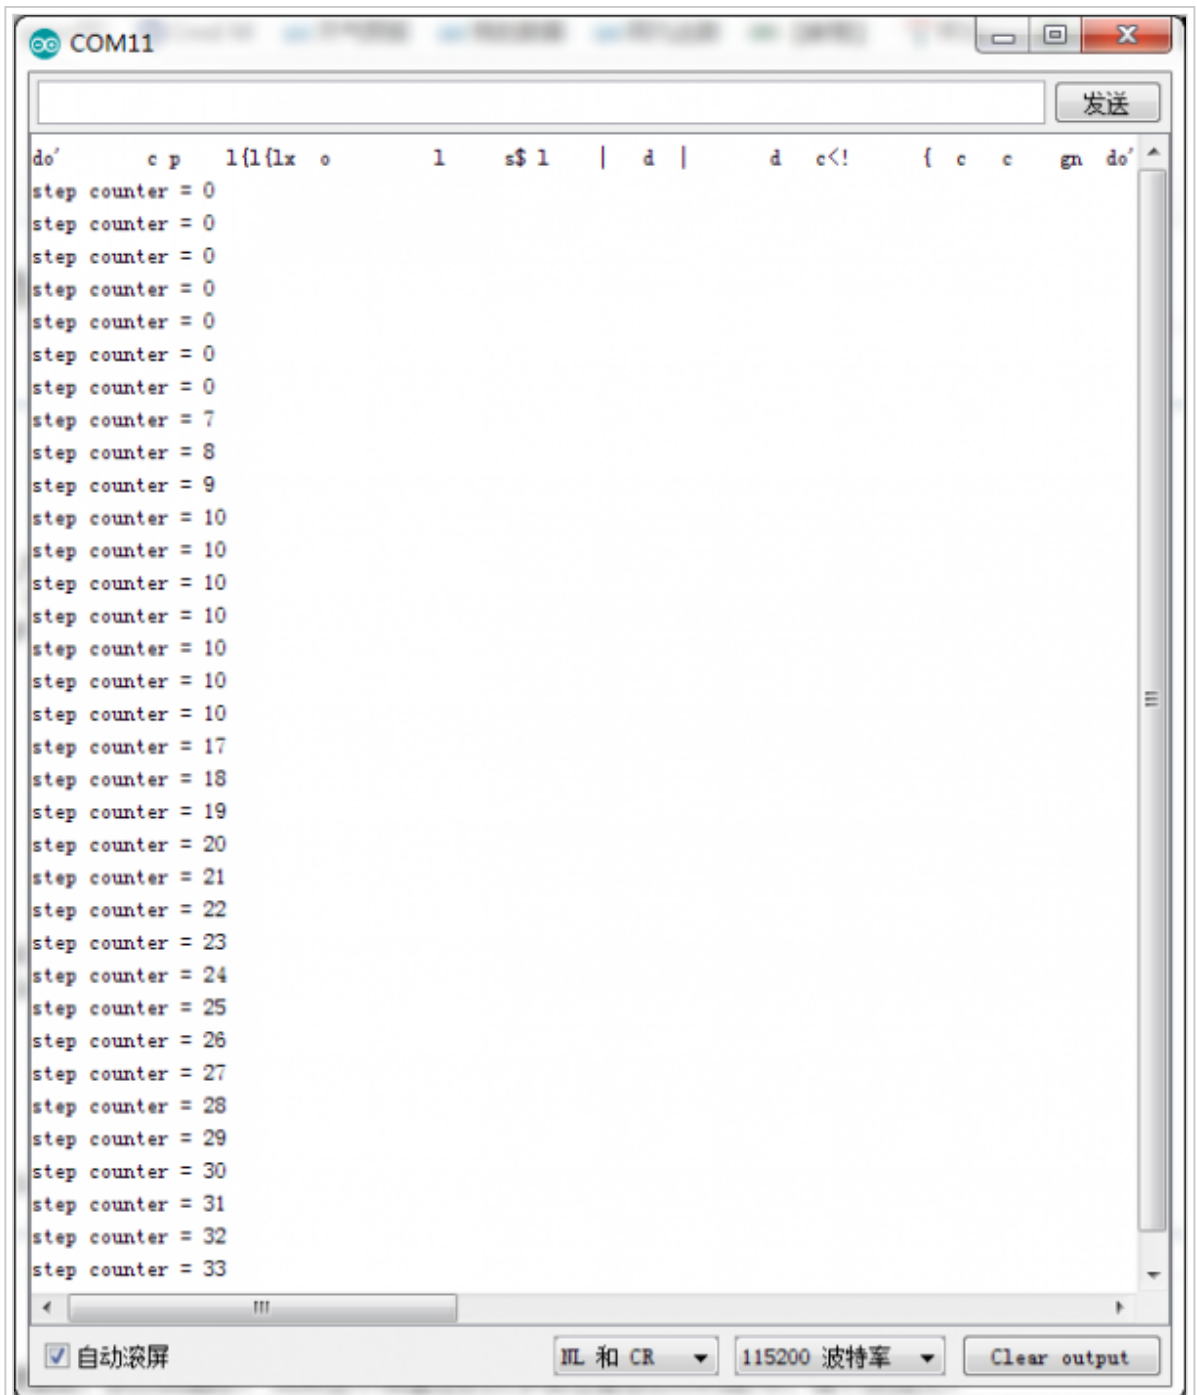 COM11
发送
do' c p l{l{lx o l s$ l | d | d c<! { c c gn do'
step counter = 0
step counter = 0
step counter = 0
step counter = 0
step counter = 0
step counter = 0
step counter = 0
step counter = 7
step counter = 8
step counter = 9
step counter = 10
step counter = 10
step counter = 10
step counter = 10
step counter = 10
step counter = 10
step counter = 10
step counter = 17
step counter = 18
step counter = 19
step counter = 20
step counter = 21
step counter = 22
step counter = 23
step counter = 24
step counter = 25
step counter = 26
step counter = 27
step counter = 28
step counter = 29
step counter = 30
step counter = 31
step counter = 32
step counter = 33
自动滚屏 NL 和 CR 115200 波特率 Clear output